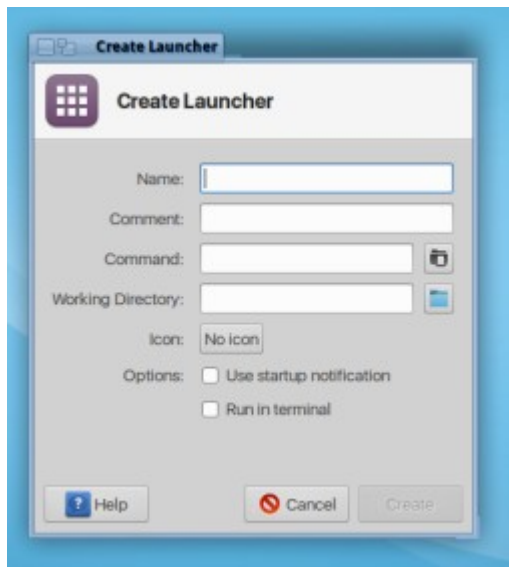 Create Launcher
Create Launcher
Name:
Comment:
Command:
Working Directory:
Icon: No icon
Options: Use startup notification
Run in terminal
Help Cancel Create